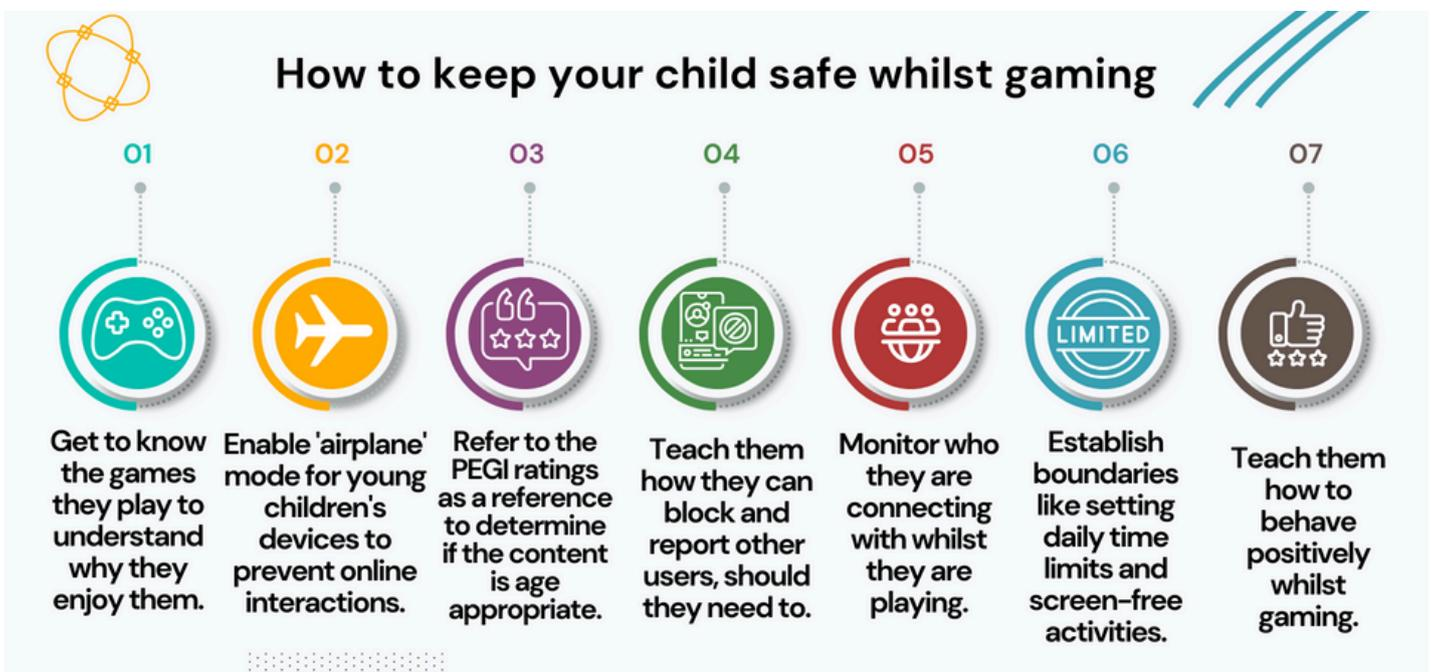 How to keep your child safe whilst gaming
01
02
03
04
05
06
07
LIMITED
Get to know
the games
they play to
understand
why they
enjoy them.
Enable 'airplane'
mode for young
children's
devices to
prevent online
interactions.
Refer to the
PEGI ratings
as a reference
to determine
if the content
is age
appropriate.
Teach them
how they can
block and
report other
users, should
they need to.
Monitor who
they are
connecting
with whilst
they are
playing.
Establish
boundaries
like setting
daily time
limits and
screen-free
activities.
Teach them
how to
behave
positively
whilst
gaming.